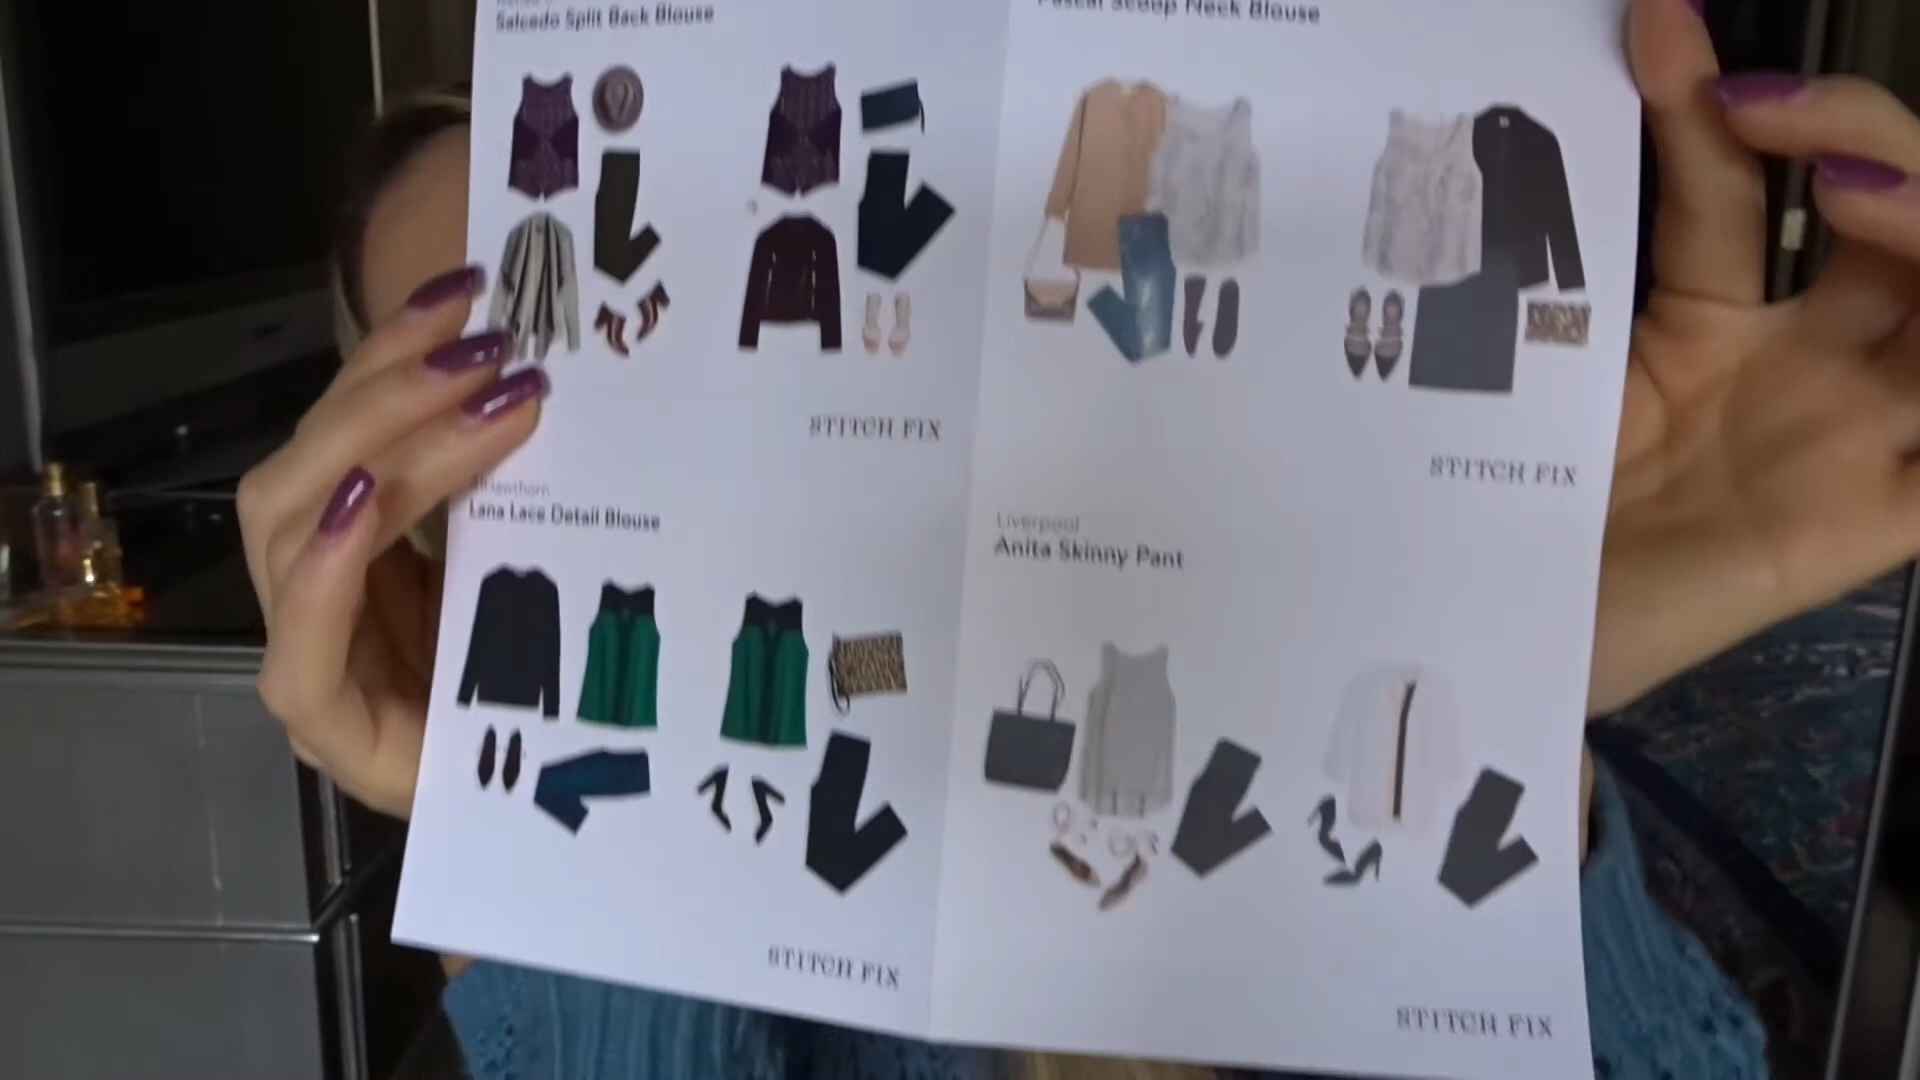 Salcedo Split Back Blouse
Scoop Neck Blouse
STITCH FIX
STITCH FIX
Hawthorn
Lana Lace Detail Blouse
Liverpool
Anita Skinny Pant
STITCH FIX
STITCH FIX